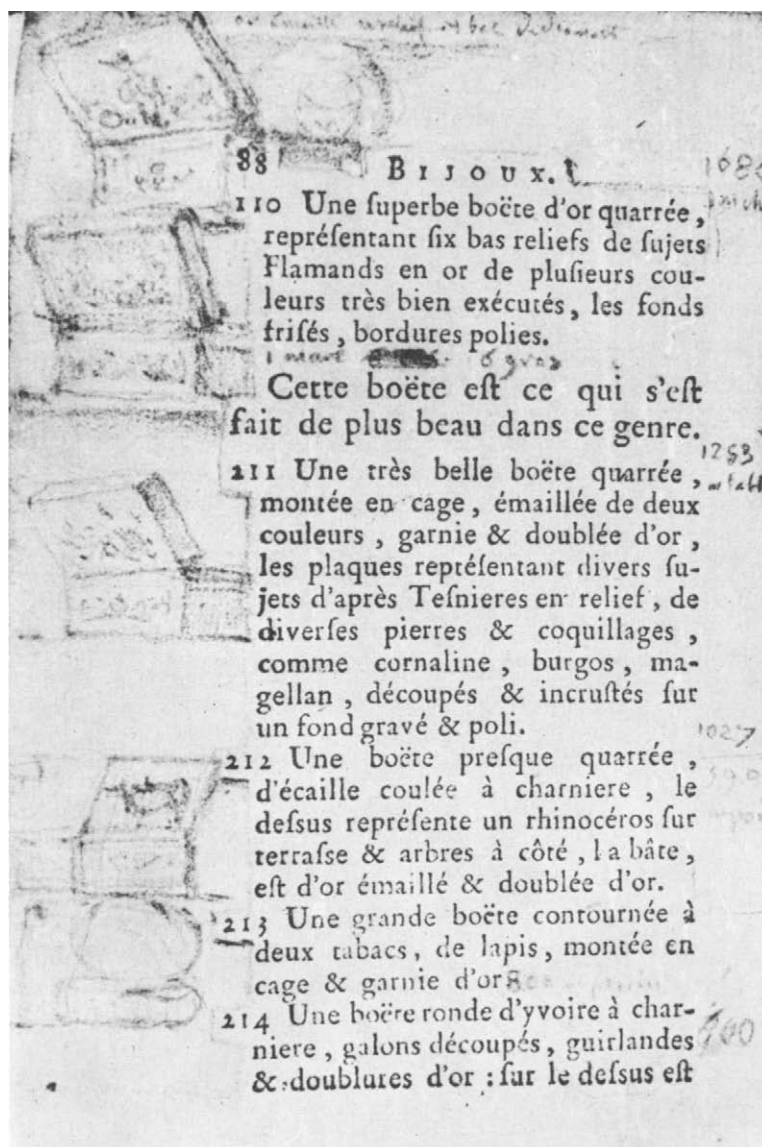 88 BIJOUX.
110 Une ſuperbe boëte d'or quarrée,
repréſentant ſix bas reliefs de ſujets
Flamands en or de pluſieurs cou-
leurs très bien exécutés, les fonds
friſés, bordures polies.
1 marc 6 gros
Cette boëte eſt ce qui s'eſt
fait de plus beau dans ce genre.
1253
211 Une très belle boëte quarrée,
montée en cage, émaillée de deux
couleurs, garnie & doublée d'or,
les plaques repréſentant divers ſu-
jets d'après Teſnieres en relief, de
diverſes pierres & coquillages,
comme cornaline, burgos, ma-
gellan, découpés & incruſtés ſur
un fond gravé & poli.
1027
212 Une boëte preſque quarrée,
d'écaille coulée à charniere, le
deſſus repréſente un rhinocéros ſur
terraſſe & arbres à côté, la bâte,
eſt d'or émaillé & doublée d'or.
213 Une grande boëte contournée à
deux tabacs, de lapis, montée en
cage & garnie d'or
214 Une boëte ronde d'yvoire à char-
niere, galons découpés, guirlandes
& doublures d'or : ſur le deſſus eſt